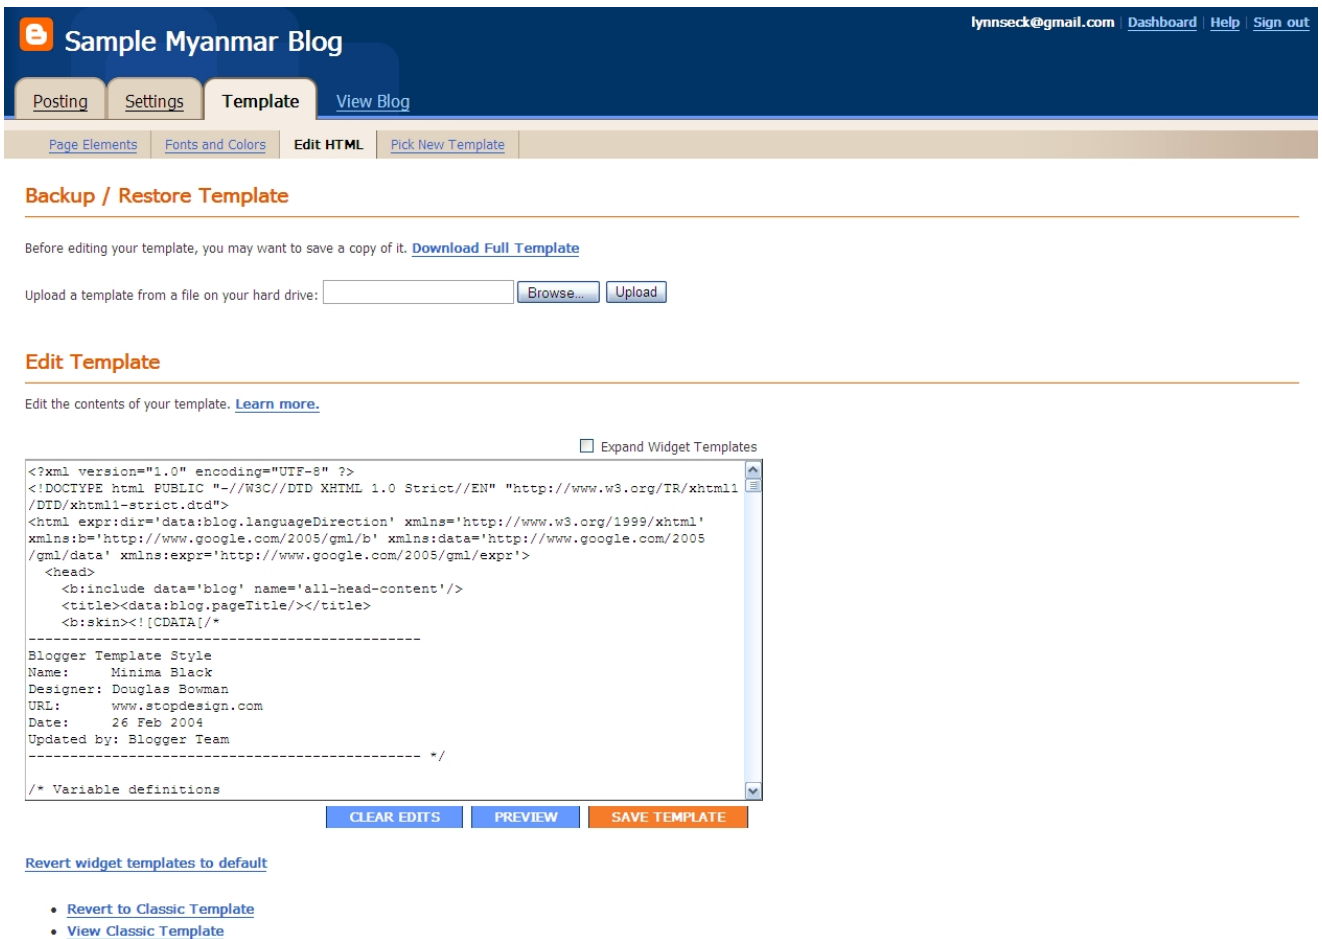 Sample Myanmar Blog
lynnseck@gmail.com | Dashboard | Help | Sign out
Posting Settings Template View Blog
Page Elements Fonts and Colors Edit HTML Pick New Template
Backup / Restore Template
Before editing your template, you may want to save a copy of it. Download Full Template
Upload a template from a file on your hard drive: Browse... Upload
Edit Template
Edit the contents of your template. Learn more.
Expand Widget Templates
<?xml version="1.0" encoding="UTF-8" ?>
<!DOCTYPE html PUBLIC "-//W3C//DTD XHTML 1.0 Strict//EN" "http://www.w3.org/TR/xhtml1
/DTD/xhtml1-strict.dtd">
<html expr:dir='data:blog.languageDirection' xmlns='http://www.w3.org/1999/xhtml'
xmlns:b='http://www.google.com/2005/gml/b' xmlns:data='http://www.google.com/2005
/gml/data' xmlns:expr='http://www.google.com/2005/gml/expr'>
<head>
<b:include data='blog' name='all-head-content'/>
<title><data:blog.pageTitle/></title>
<b:skin><![CDATA[/*
-----------------------------------------------
Blogger Template Style
Name: Minima Black
Designer: Douglas Bowman
URL: www.stopdesign.com
Date: 26 Feb 2004
Updated by: Blogger Team
----------------------------------------------- */
/* Variable definitions
CLEAR EDITS PREVIEW SAVE TEMPLATE
Revert widget templates to default
• Revert to Classic Template
• View Classic Template